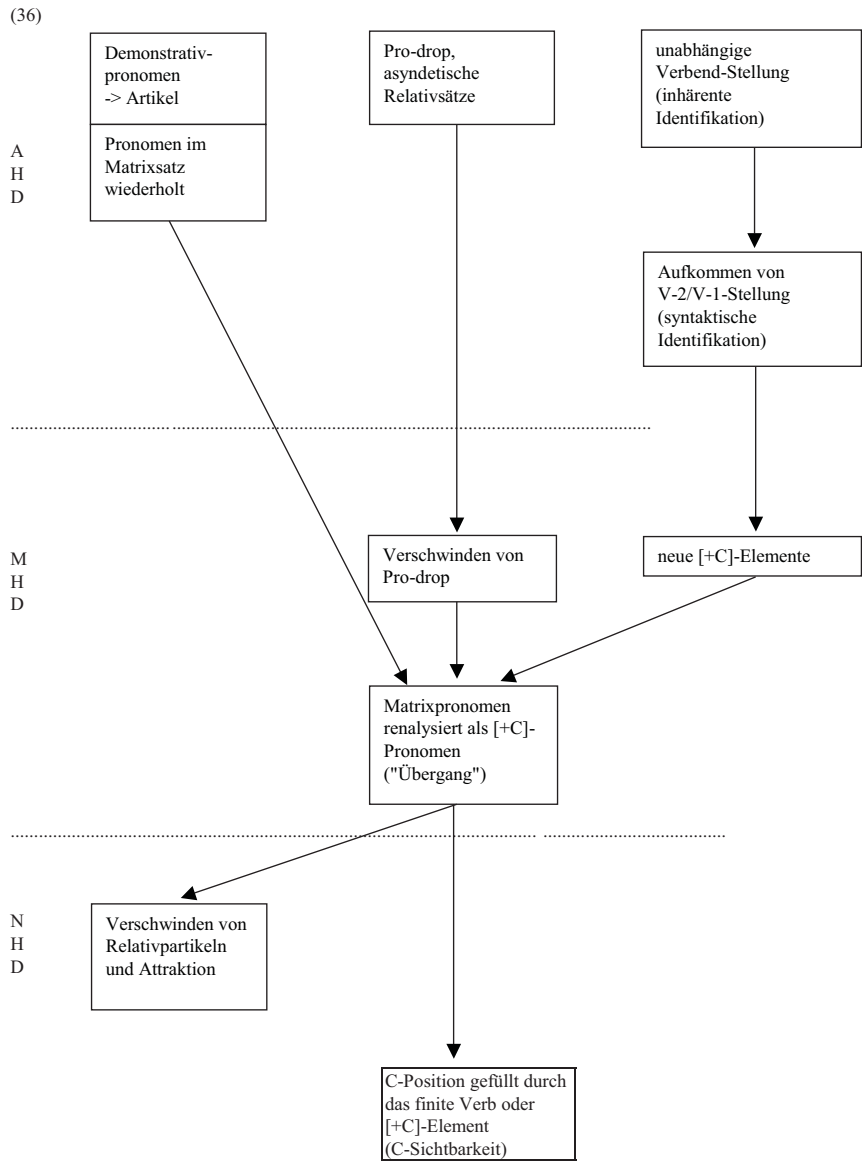 (36)
Demonstrativ-
pronomen
-> Artikel
Pronomen im
Matrixsatz
wiederholt
Pro-drop,
asyndetische
Relativsätze
unabhängige
Verbend-Stellung
(inhärente
Identifikation)
A
H
D
Aufkommen von
V-2/V-1-Stellung
(syntaktische
Identifikation)
M
H
D
Verschwinden von
Pro-drop
neue [+C]-Elemente
Matrixpronomen
renalysiert als [+C]-
Pronomen
("Übergang")
N
H
D
Verschwinden von
Relativpartikeln
und Attraktion
C-Position gefüllt durch
das finite Verb oder
[+C]-Element
(C-Sichtbarkeit)